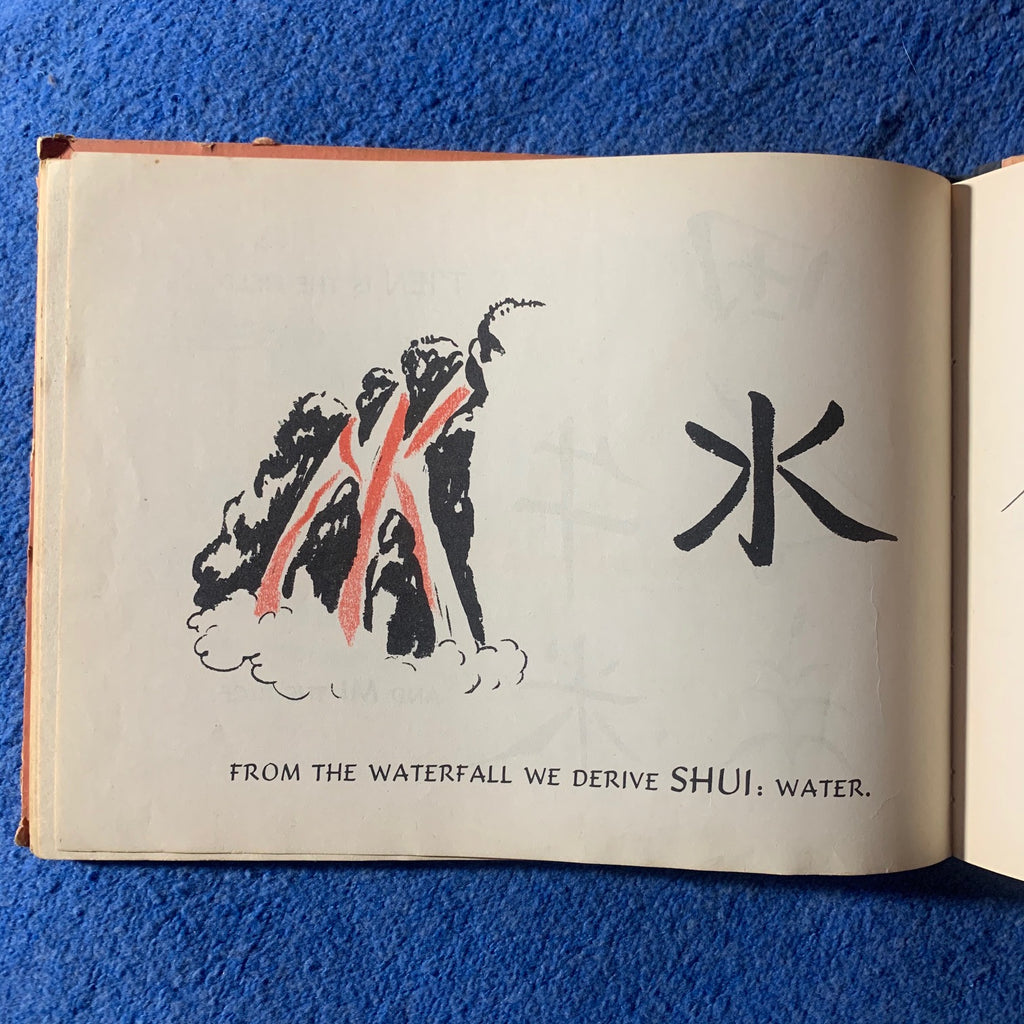 水
FROM THE WATERFALL WE DERIVE SHUI: WATER.